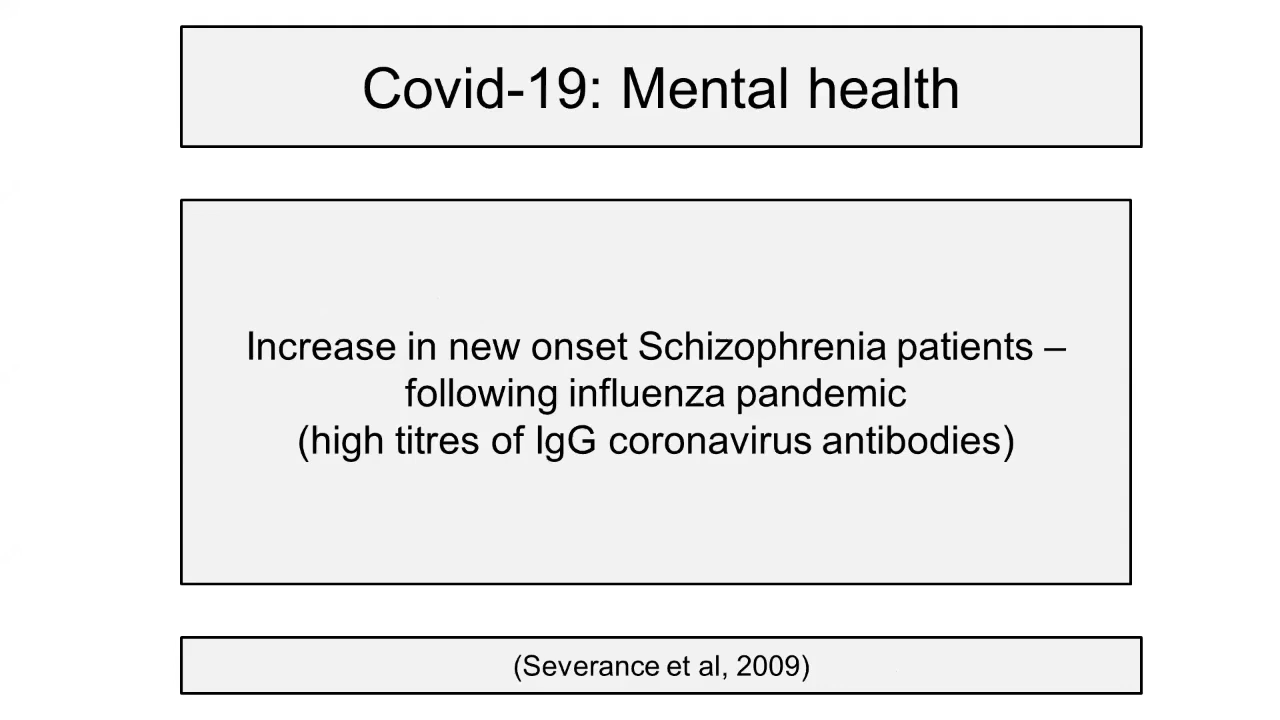 Covid-19: Mental health
Increase in new onset Schizophrenia patients –
following influenza pandemic
(high titres of IgG coronavirus antibodies)
(Severance et al, 2009)